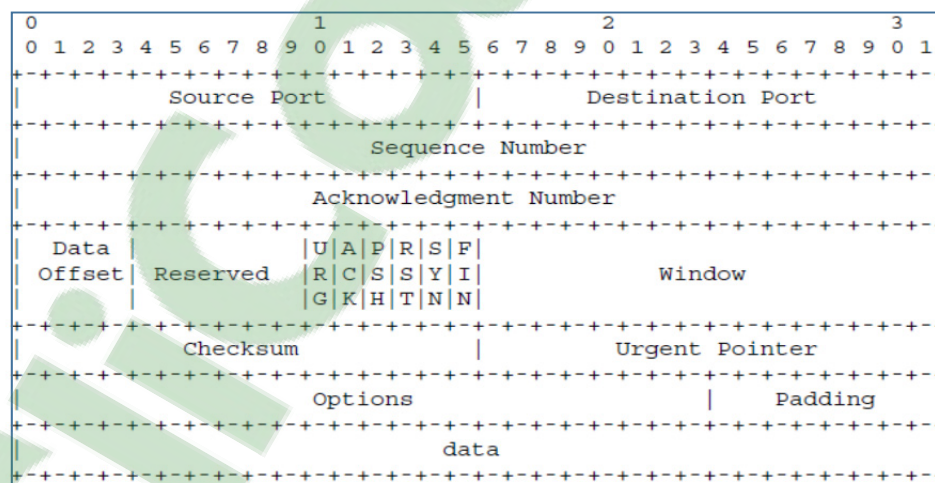 0 1 2 3
0 1 2 3 4 5 6 7 8 9 0 1 2 3 4 5 6 7 8 9 0 1 2 3 4 5 6 7 8 9 0 1
+-+-+-+-+-+-+-+-+-+-+-+-+-+-+-+-+-+-+-+-+-+-+-+-+-+-+-+-+-+-+-+-
| Source Port | Destination Port
+-+-+-+-+-+-+-+-+-+-+-+-+-+-+-+-+-+-+-+-+-+-+-+-+-+-+-+-+-+-+-+-
| Sequence Number
+-+-+-+-+-+-+-+-+-+-+-+-+-+-+-+-+-+-+-+-+-+-+-+-+-+-+-+-+-+-+-+-
| Acknowledgment Number
+-+-+-+-+-+-+-+-+-+-+-+-+-+-+-+-+-+-+-+-+-+-+-+-+-+-+-+-+-+-+-+-
| Data | |U|A|P|R|S|F|
| Offset| Reserved |R|C|S|S|Y|I| Window
| | |G|K|H|T|N|N|
+-+-+-+-+-+-+-+-+-+-+-+-+-+-+-+-+-+-+-+-+-+-+-+-+-+-+-+-+-+-+-+-
| Checksum | Urgent Pointer
+-+-+-+-+-+-+-+-+-+-+-+-+-+-+-+-+-+-+-+-+-+-+-+-+-+-+-+-+-+-+-+-
| Options | Padding
+-+-+-+-+-+-+-+-+-+-+-+-+-+-+-+-+-+-+-+-+-+-+-+-+-+-+-+-+-+-+-+-
| data
+-+-+-+-+-+-+-+-+-+-+-+-+-+-+-+-+-+-+-+-+-+-+-+-+-+-+-+-+-+-+-+-